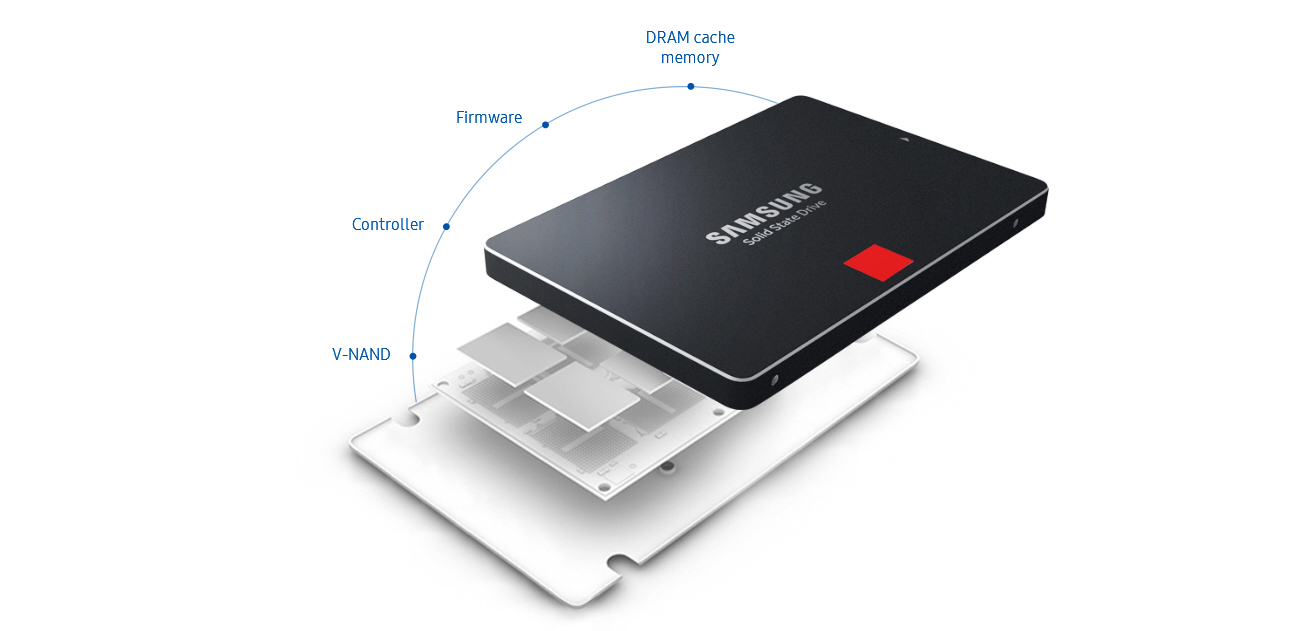 DRAM cache
memory
Firmware
Controller
V-NAND
SAMSUNG
Solid State Drive